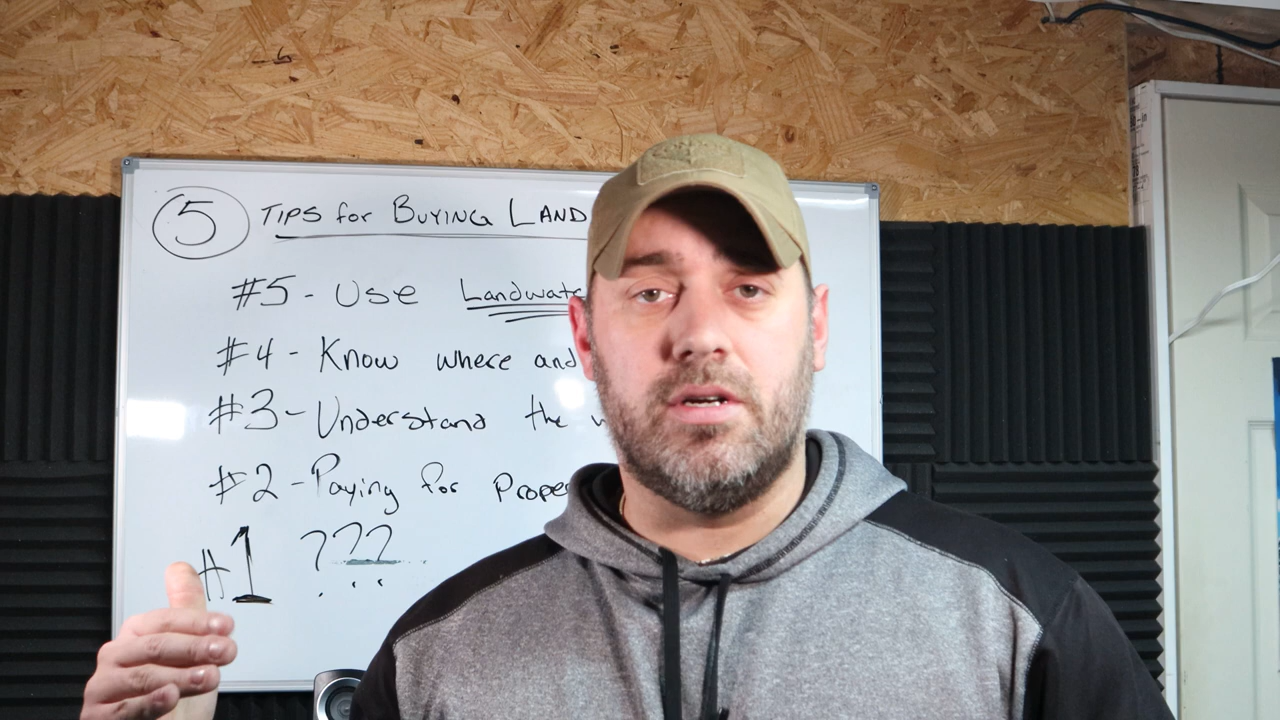 5 TIPS for BUYING LAND
#5 - Use Landwatc
#4 - Know where and
#3 - Understand the w
#2 - Paying for Proper
#1 ???